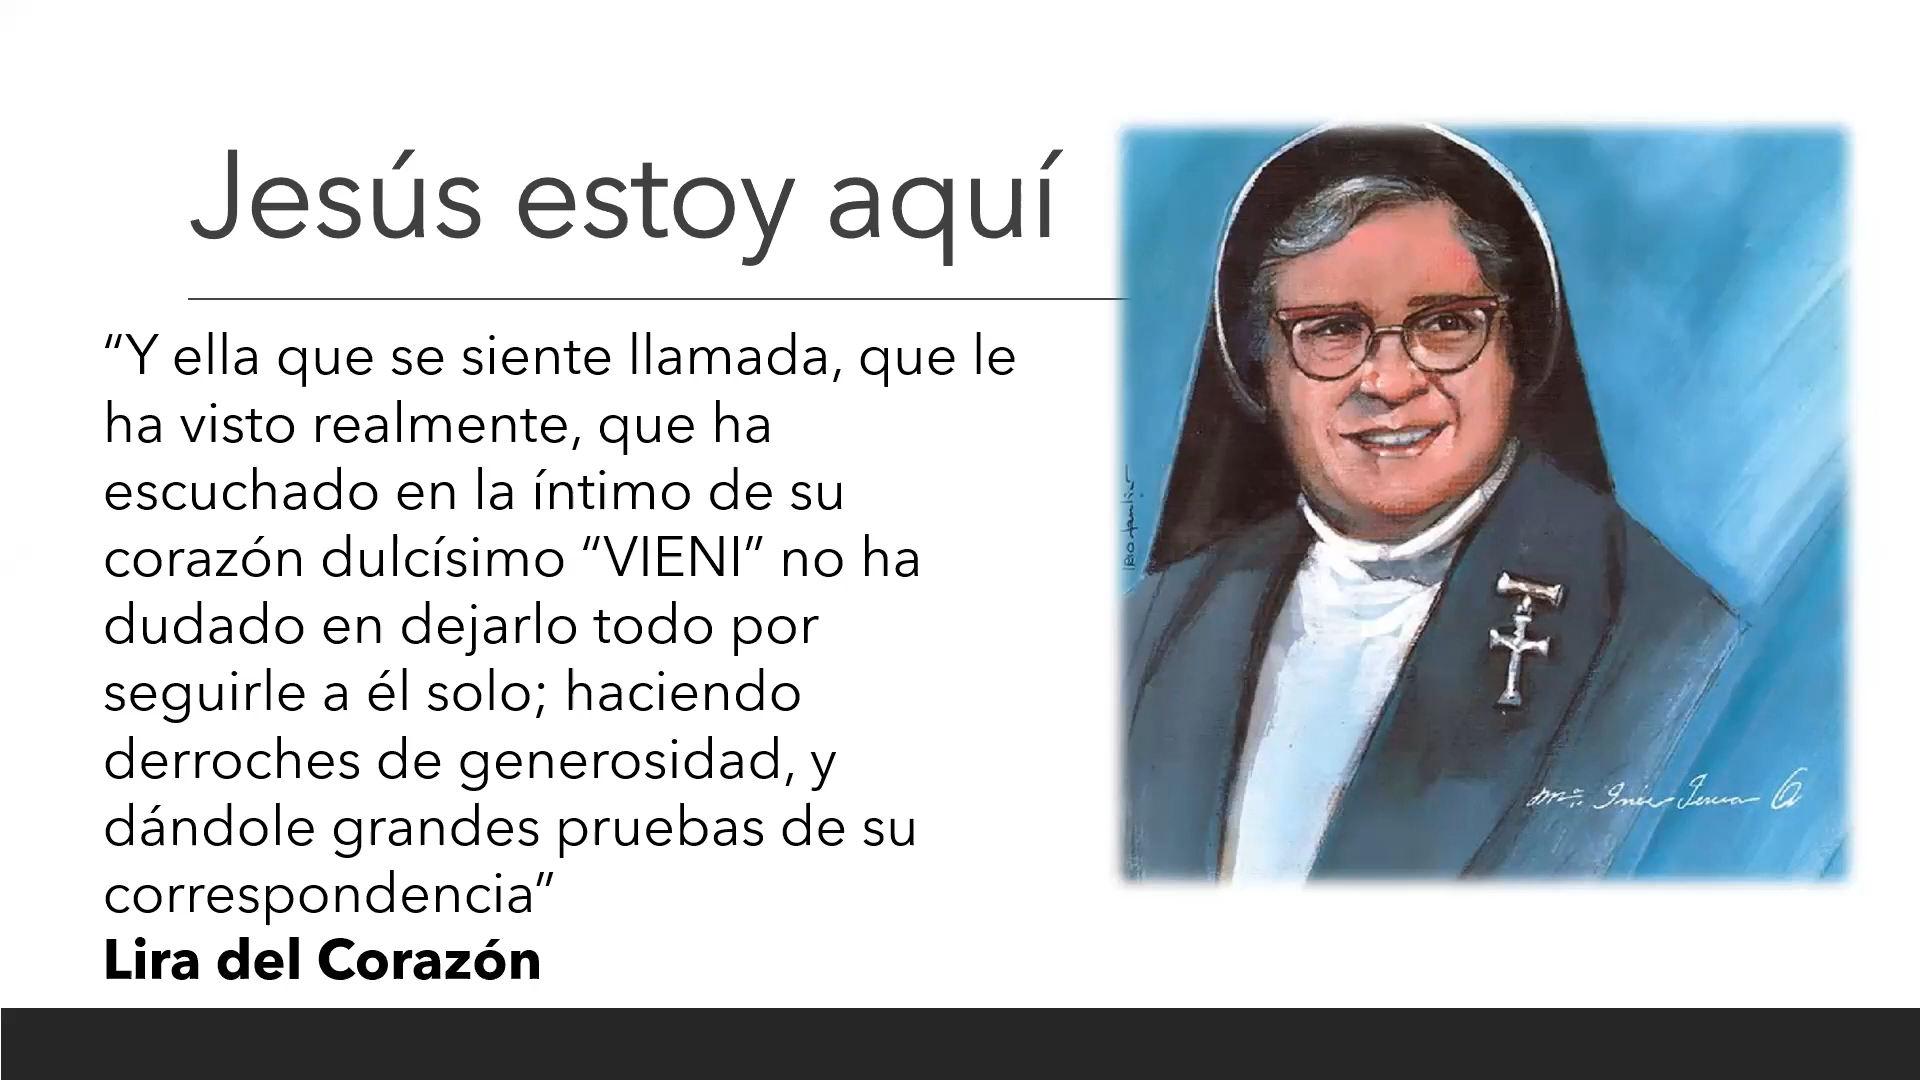 Jesús estoy aquí
“Y ella que se siente llamada, que le
ha visto realmente, que ha
escuchado en la íntimo de su
corazón dulcísimo “VIENI” no ha
dudado en dejarlo todo por
seguirle a él solo; haciendo
derroches de generosidad, y
dándole grandes pruebas de su
correspondencia”
Lira del Corazón